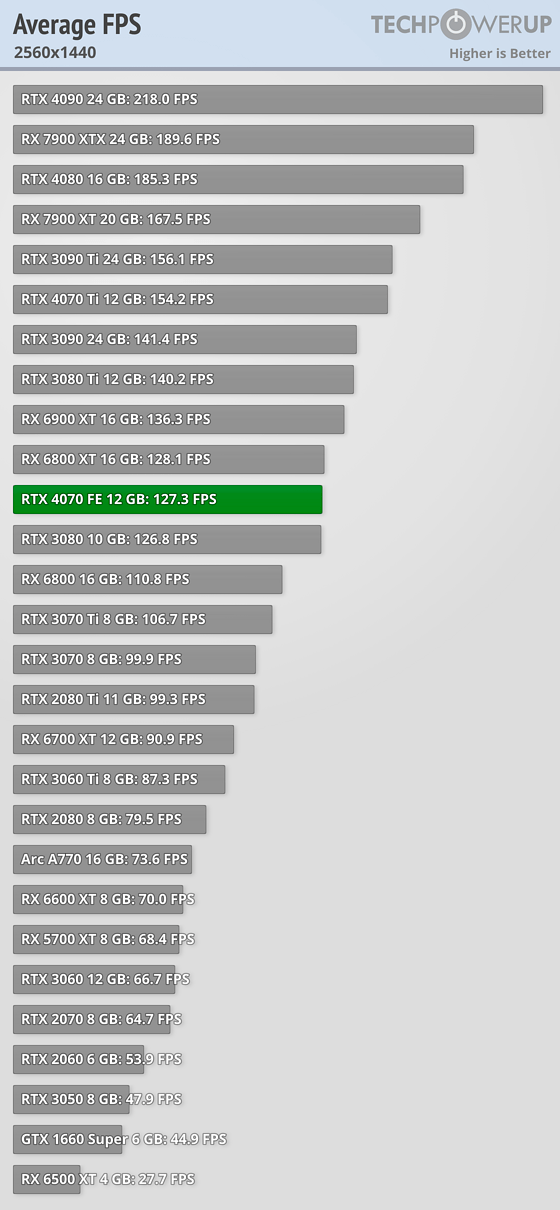 Average FPS
TECHPOWERUP
2560x1440
Higher is Better
RTX 4090 24 GB: 218.0 FPS
RX 7900 XTX 24 GB: 189.6 FPS
RTX 4080 16 GB: 185.3 FPS
RX 7900 XT 20 GB: 167.5 FPS
RTX 3090 Ti 24 GB: 156.1 FPS
RTX 4070 Ti 12 GB: 154.2 FPS
RTX 3090 24 GB: 141.4 FPS
RTX 3080 Ti 12 GB: 140.2 FPS
RX 6900 XT 16 GB: 136.3 FPS
RX 6800 XT 16 GB: 128.1 FPS
RTX 4070 FE 12 GB: 127.3 FPS
RTX 3080 10 GB: 126.8 FPS
RX 6800 16 GB: 110.8 FPS
RTX 3070 Ti 8 GB: 106.7 FPS
RTX 3070 8 GB: 99.9 FPS
RTX 2080 Ti 11 GB: 99.3 FPS
RX 6700 XT 12 GB: 90.9 FPS
RTX 3060 Ti 8 GB: 87.3 FPS
RTX 2080 8 GB: 79.5 FPS
Arc A770 16 GB: 73.6 FPS
RX 6600 XT 8 GB: 70.0 FPS
RX 5700 XT 8 GB: 68.4 FPS
RTX 3060 12 GB: 66.7 FPS
RTX 2070 8 GB: 64.7 FPS
RTX 2060 6 GB: 53.9 FPS
RTX 3050 8 GB: 47.9 FPS
GTX 1660 Super 6 GB: 44.9 FPS
RX 6500 XT 4 GB: 27.7 FPS